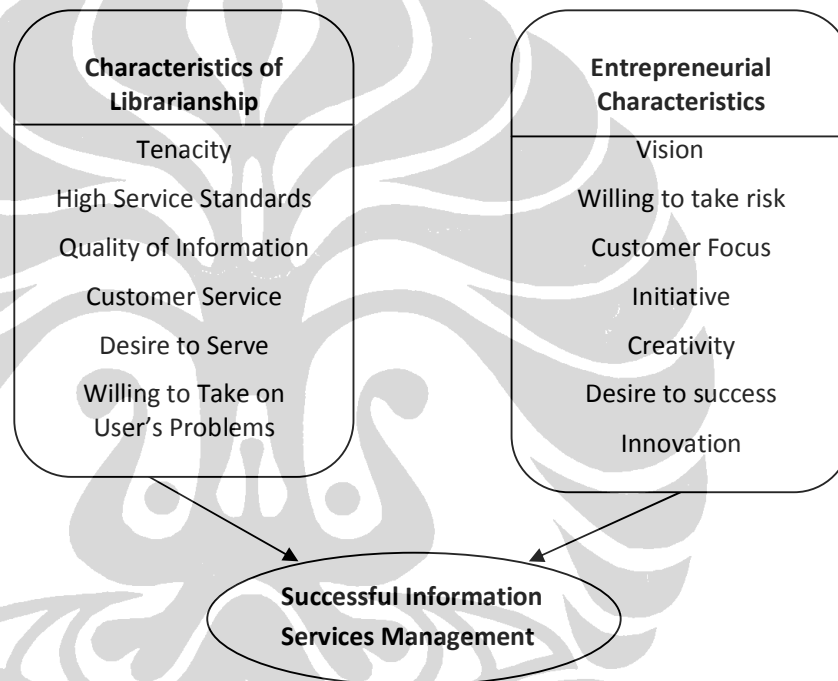 Characteristics of
Librarianship
Tenacity
High Service Standards
Quality of Information
Customer Service
Desire to Serve
Willing to Take on
User’s Problems
Entrepreneurial
Characteristics
Vision
Willing to take risk
Customer Focus
Initiative
Creativity
Desire to success
Innovation
Successful Information
Services Management